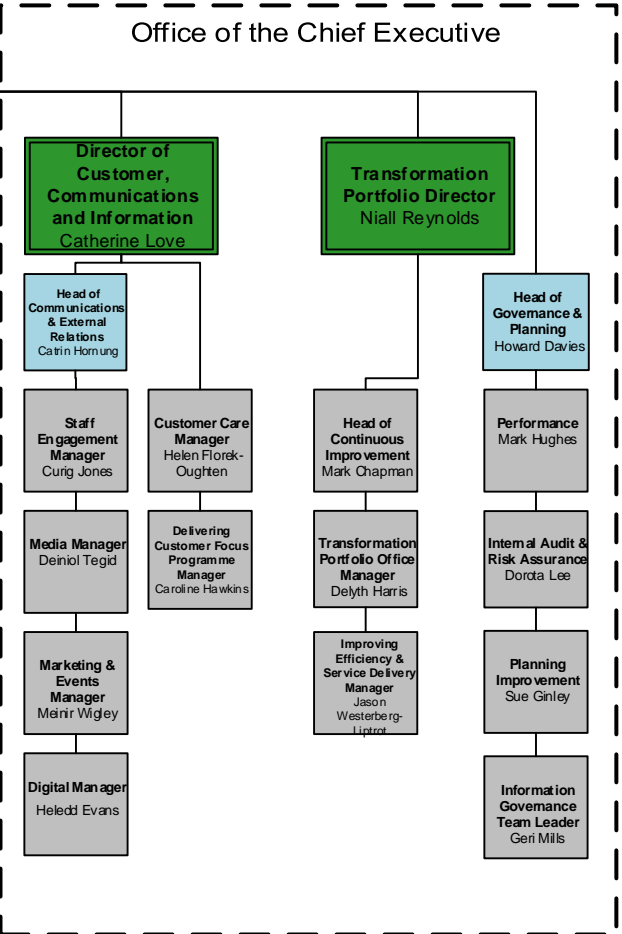 Office of the Chief Executive
Director of
Customer,
Communications
and Information
Catherine Love
Transformation
Portfolio Director
Niall Reynolds
Head of
Communications
& External
Relations
Catrin Hornung
Head of
Governance &
Planning
Howard Davies
Staff
Engagement
Manager
Curig Jones
Customer Care
Manager
Helen Florek-
Oughten
Head of
Continuous
Improvement
Mark Chapman
Performance
Mark Hughes
Media Manager
Deiniol Tegid
Delivering
Customer Focus
Programme
Manager
Caroline Hawkins
Transformation
Portfolio Office
Manager
Delyth Harris
Internal Audit &
Risk Assurance
Dorota Lee
Marketing &
Events
Manager
Meinir Wigley
Improving
Efficiency &
Service Delivery
Manager
Jason
Westerberg-
Liptrot
Planning
Improvement
Sue Ginley
Digital Manager
Heledd Evans
Information
Governance
Team Leader
Geri Mills